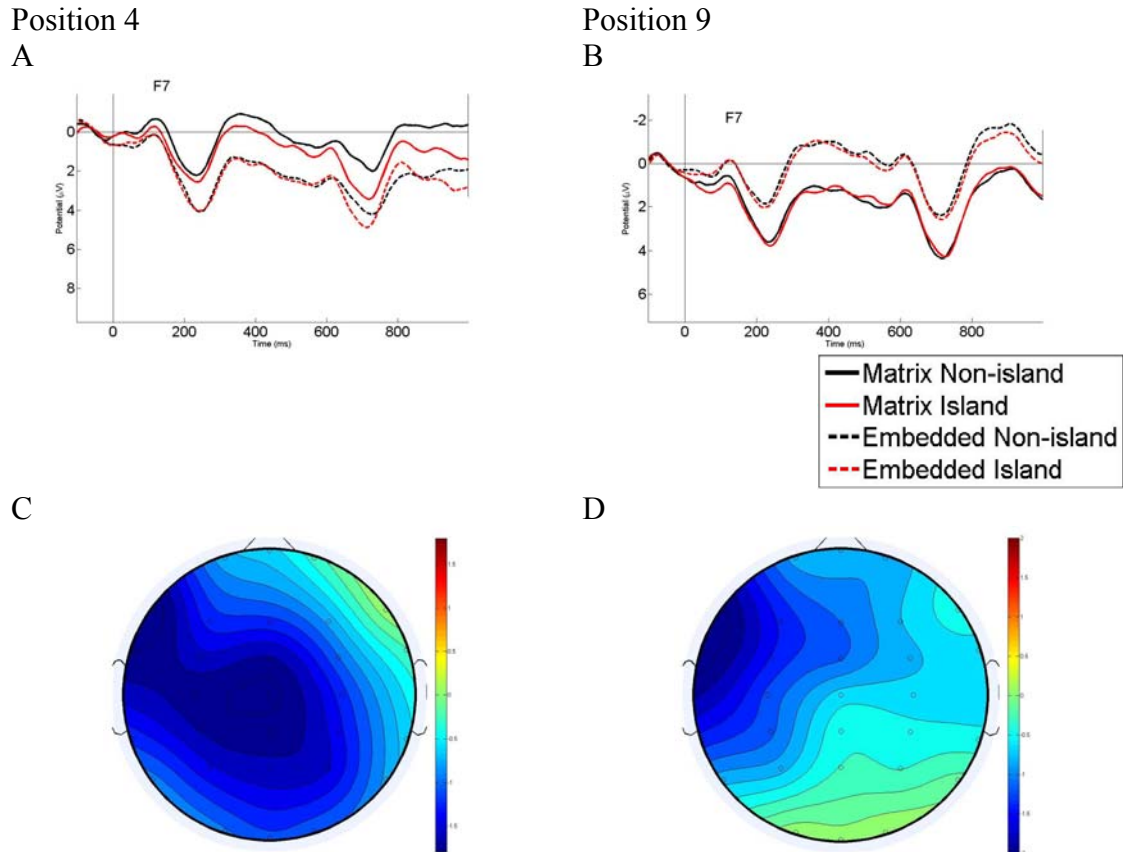 Position 4
Position 9
A
B
F7
F7
0
2
4
6
8
Potential (μV)
0
200
400
600
800
Time (ms)
-2
0
2
4
6
Potential (μV)
0
200
400
600
800
Time (ms)
Matrix Non-island
Matrix Island
Embedded Non-island
Embedded Island
C
D